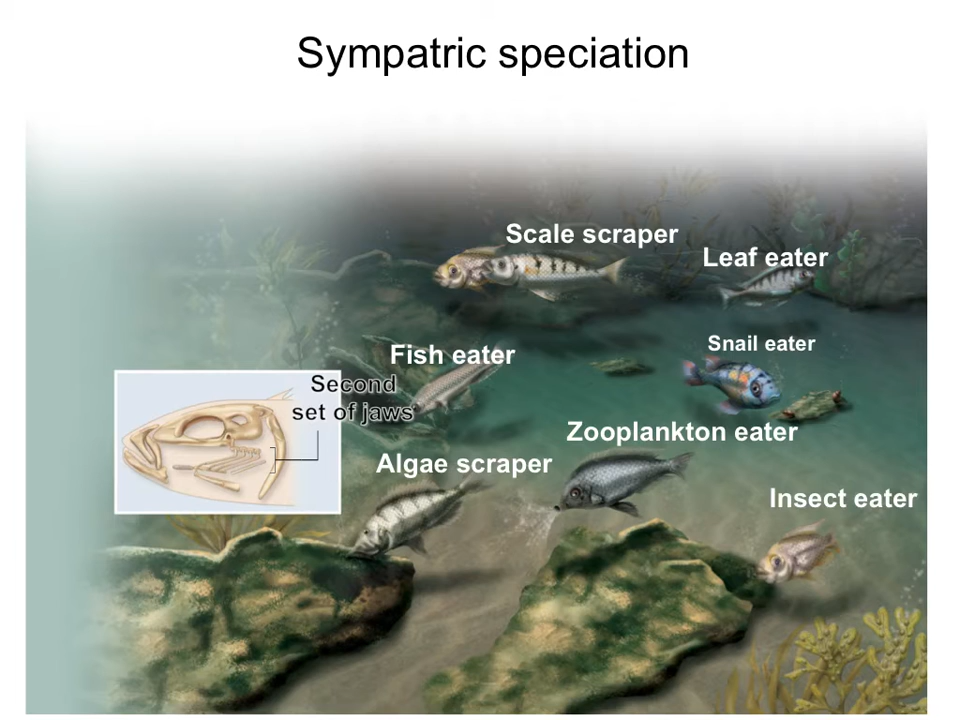 Sympatric speciation
Scale scraper
Leaf eater
Snail eater
Fish eater
Second
set of jaws
Zooplankton eater
Algae scraper
Insect eater